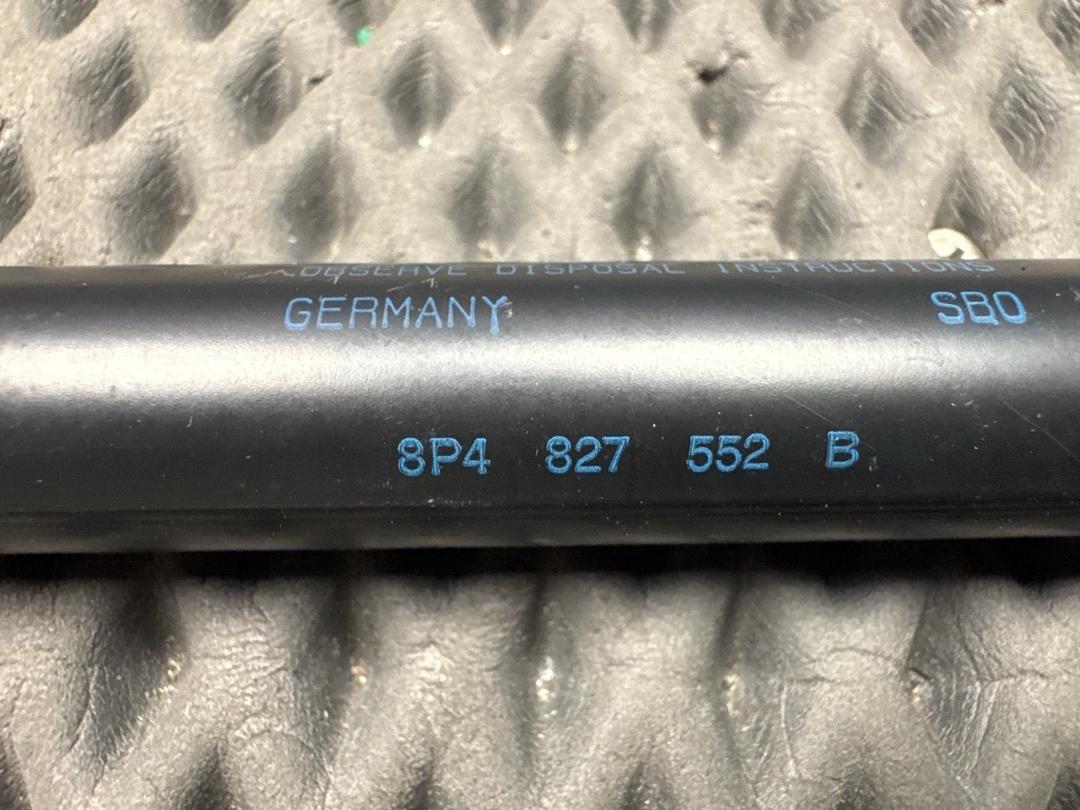 OBSERVE DISPOSAL INSTRUCTIONS
GERMANY SBO
8P4 827 552 B